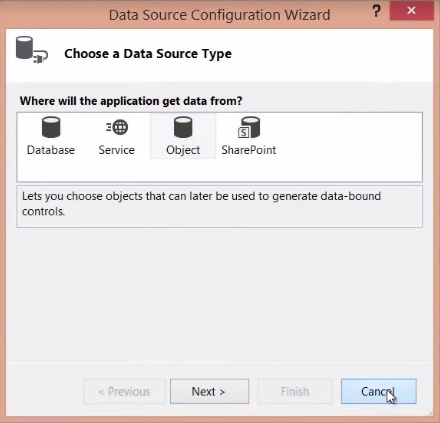 Data Source Configuration Wizard
?
Choose a Data Source Type
Where will the application get data from?
Database Service Object SharePoint
Lets you choose objects that can later be used to generate data-bound
controls.
< Previous Next > Finish Cancel